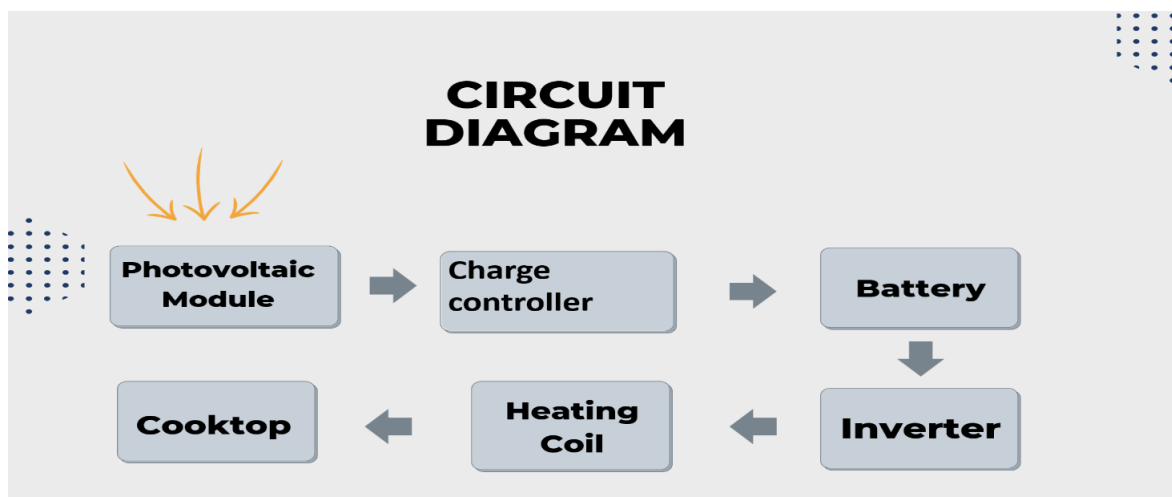 CIRCUIT
DIAGRAM
Photovoltaic
Module
Charge
controller
Battery
Cooktop
Heating
Coil
Inverter